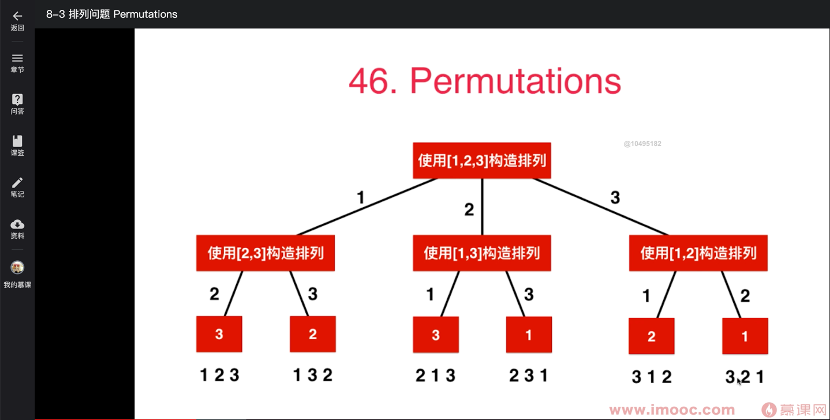 8-3 排列问题 Permutations
返回
章节
问答
课签
笔记
资料
我的慕课
46. Permutations
@10465182
使用[1,2,3]构造排列
1
2
3
使用[2,3]构造排列
使用[1,3]构造排列
使用[1,2]构造排列
2
3
1
3
1
2
3
2
3
1
2
1
1 2 3
1 3 2
2 1 3
2 3 1
3 1 2
3 2 1
www.imooc.com 慕课网